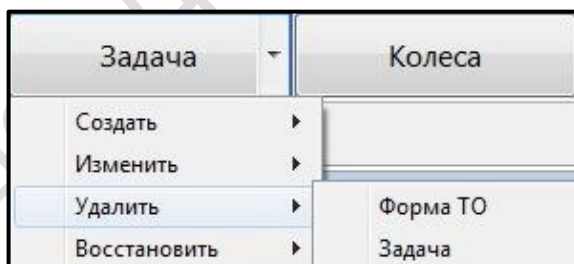 Задача Колеса
Создать
Изменить
Удалить Форма ТО
Восстановить Задача